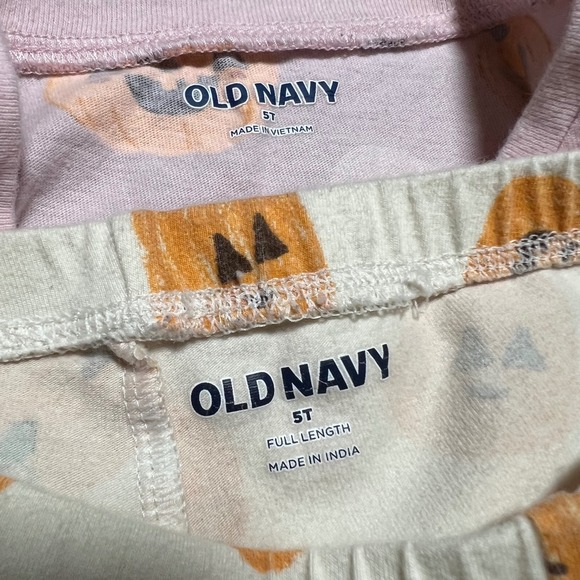 OLD NAVY
5T
MADE IN VIETNAM
OLD NAVY
5T
FULL LENGTH
MADE IN INDIA